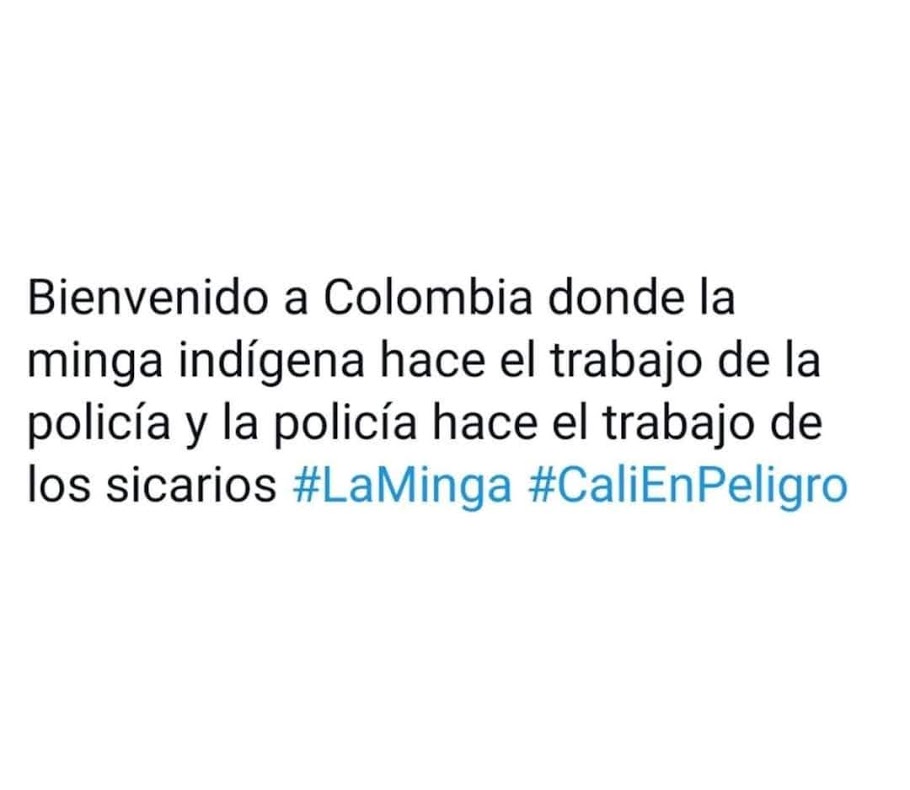 Bienvenido a Colombia donde la
minga indígena hace el trabajo de la
policía y la policía hace el trabajo de
los sicarios #LaMinga #CaliEnPeligro